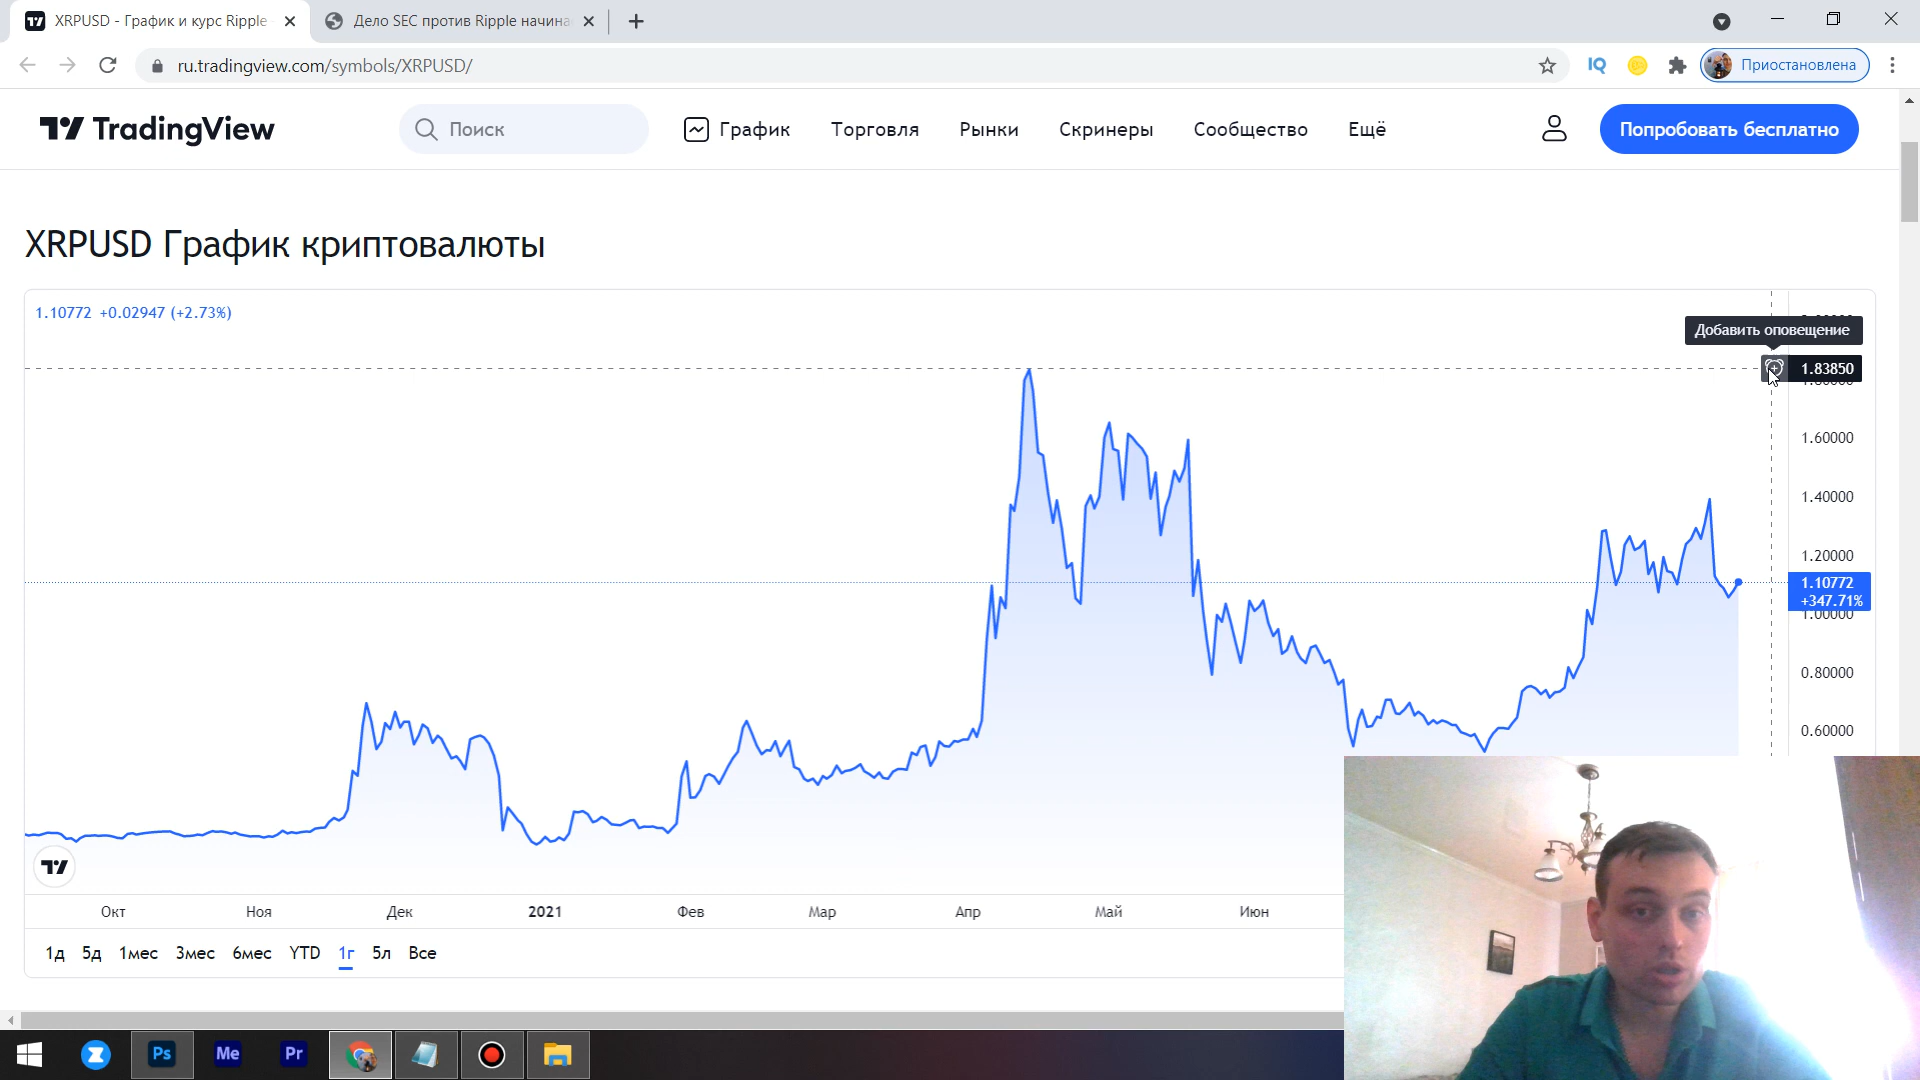 XRPUSD - График и курс Ripple
Дело SEC против Ripple начина
ru.tradingview.com/symbols/XRPUSD/
IQ
Приостановлена
TradingView
Поиск
График
Торговля
Рынки
Скринеры
Сообщество
Ещё
Попробовать бесплатно
XRPUSD График криптовалюты
1.10772 +0.02947 (+2.73%)
Добавить оповещение
1.83850
1.60000
1.40000
1.20000
1.10772
+347.71%
1.00000
0.80000
0.60000
Окт
Ноя
Дек
2021
Фев
Мар
Апр
Май
Июн
1д 5д 1мес 3мес 6мес YTD 1г 5л Все
Ps
Me
Pr